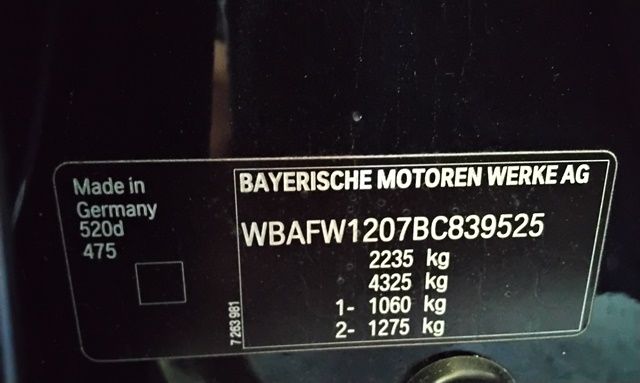 Made in
Germany
520d
475
7 263 981
BAYERISCHE MOTOREN WERKE AG
WBAFW1207BC839525
2235 kg
4325 kg
1- 1060 kg
2- 1275 kg